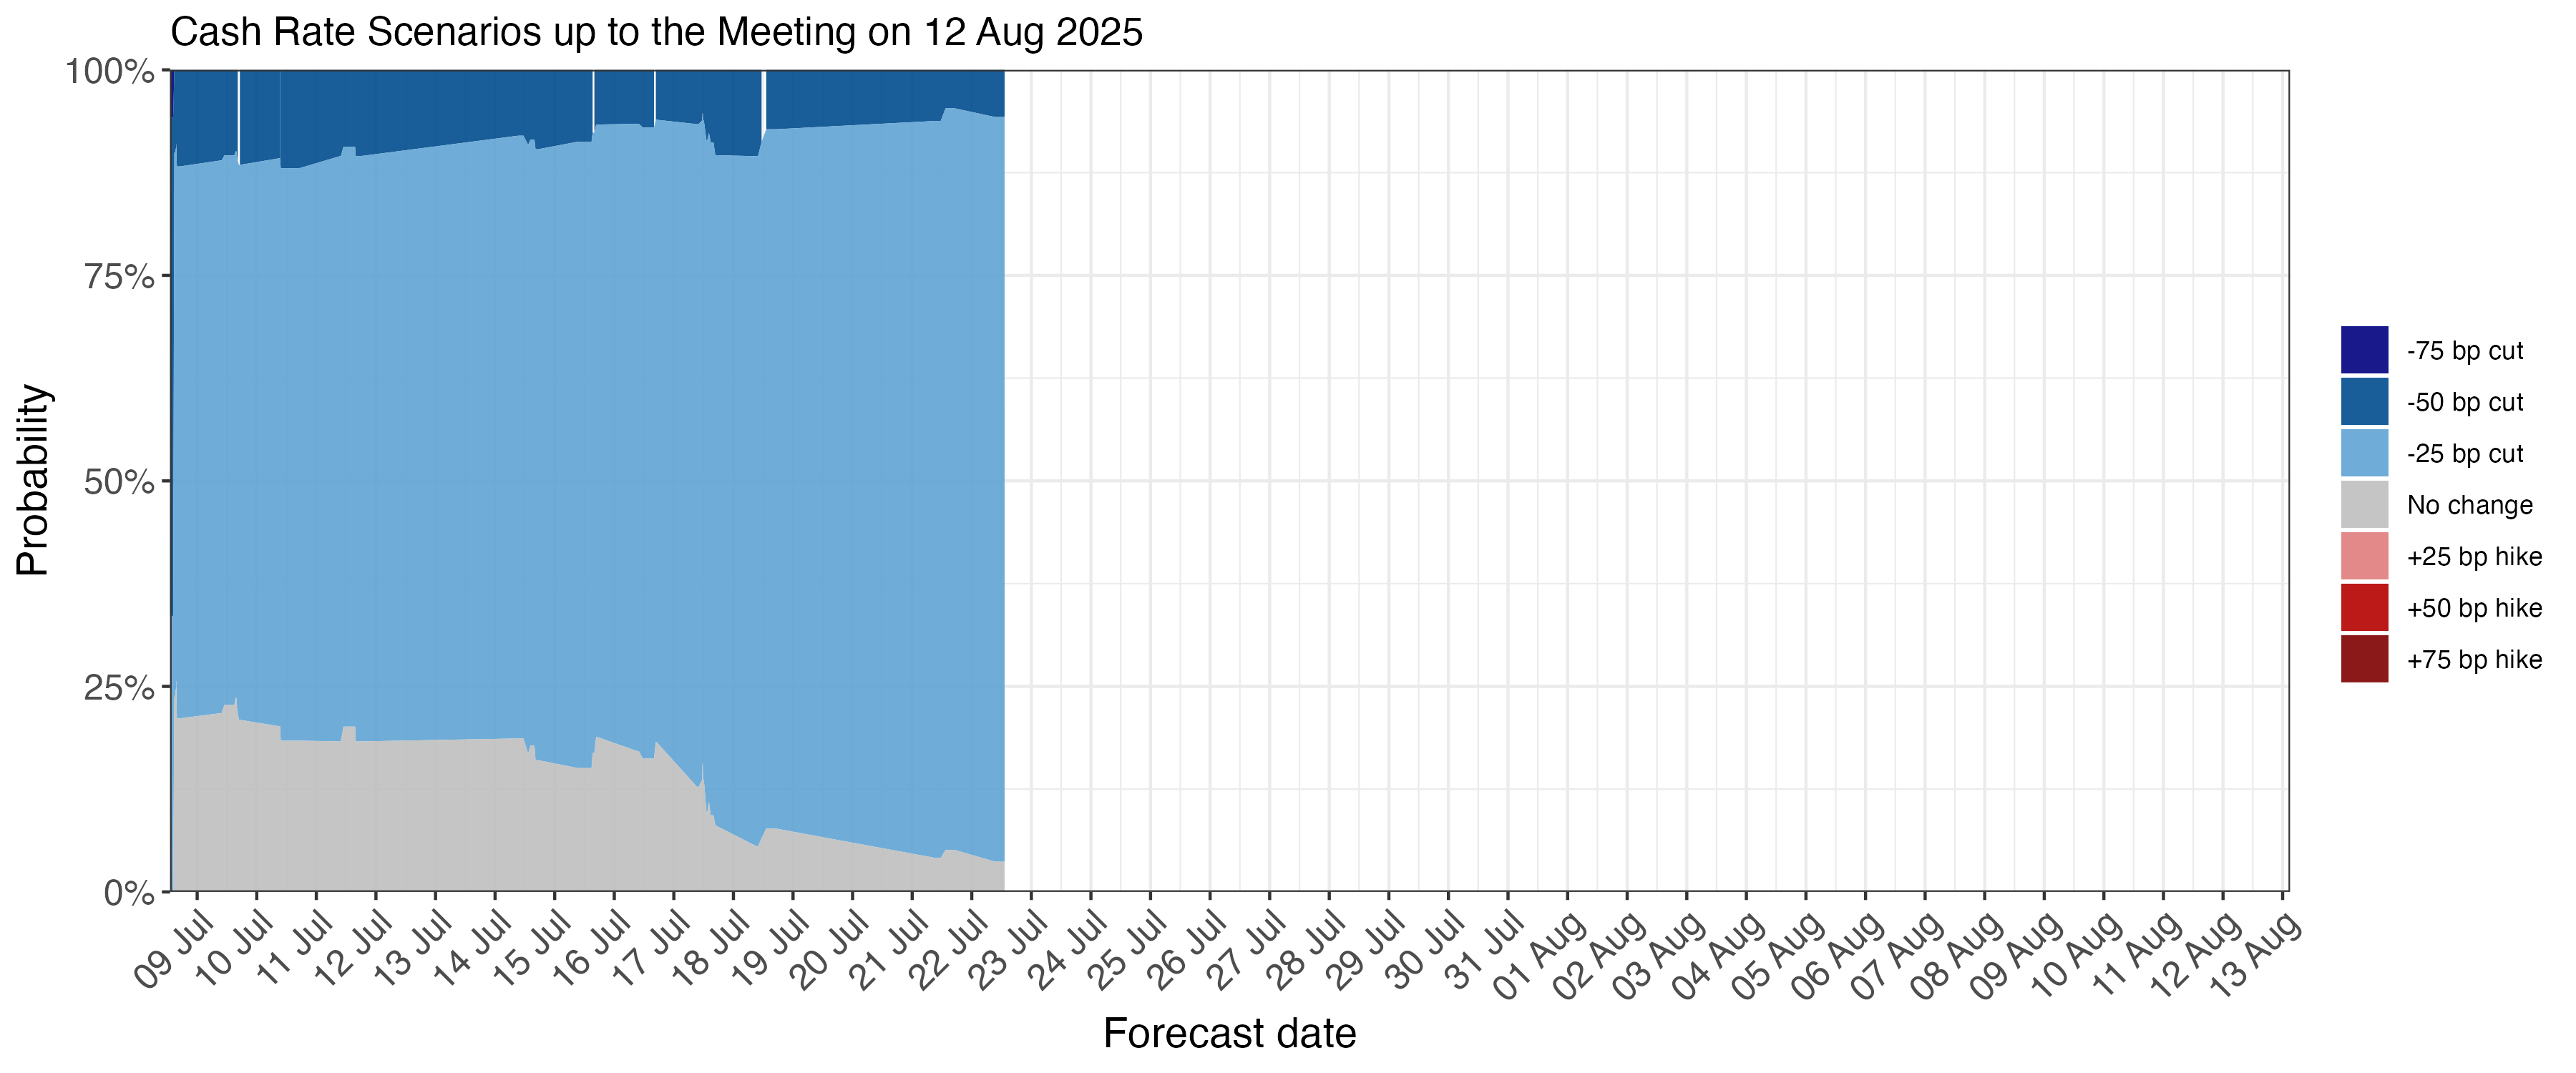 Cash Rate Scenarios up to the Meeting on 12 Aug 2025
100%
75%
50%
25%
0%
Probability
09 Jul
10 Jul
11 Jul
12 Jul
13 Jul
14 Jul
15 Jul
16 Jul
17 Jul
18 Jul
19 Jul
20 Jul
21 Jul
22 Jul
23 Jul
24 Jul
25 Jul
26 Jul
27 Jul
28 Jul
29 Jul
30 Jul
31 Jul
01 Aug
02 Aug
03 Aug
04 Aug
05 Aug
06 Aug
07 Aug
08 Aug
09 Aug
10 Aug
11 Aug
12 Aug
13 Aug
Forecast date
-75 bp cut
-50 bp cut
-25 bp cut
No change
+25 bp hike
+50 bp hike
+75 bp hike